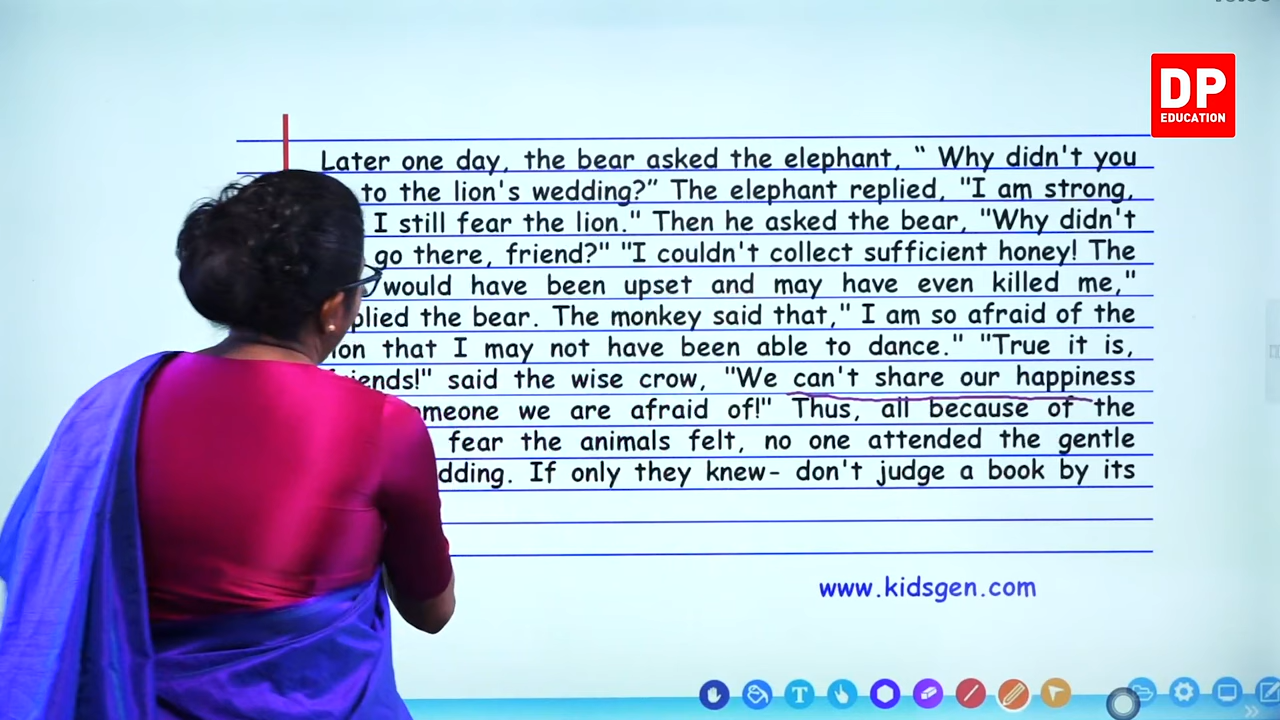 DP
EDUCATION
Later one day, the bear asked the elephant, “ Why didn't you
to the lion's wedding?” The elephant replied, "I am strong,
I still fear the lion." Then he asked the bear, "Why didn't
go there, friend?" "I couldn't collect sufficient honey! The
would have been upset and may have even killed me,"
the bear. The monkey said that," I am so afraid of the
that I may not have been able to dance." "True it is,
said the wise crow, "We can't share our happiness
we are afraid of!" Thus, all because of the
fear the animals felt, no one attended the gentle
If only they knew- don't judge a book by its
www.kidsgen.com
T